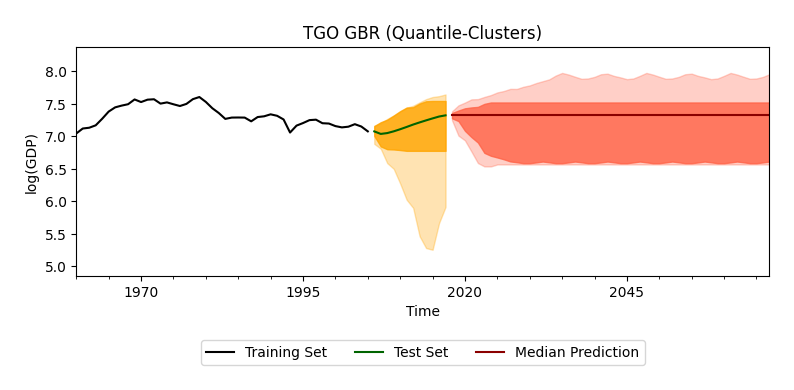 TGO GBR (Quantile-Clusters)
8.0
7.5
7.0
6.5
6.0
5.5
5.0
log(GDP)
1970 1995 2020 2045
Time
Training Set Test Set Median Prediction